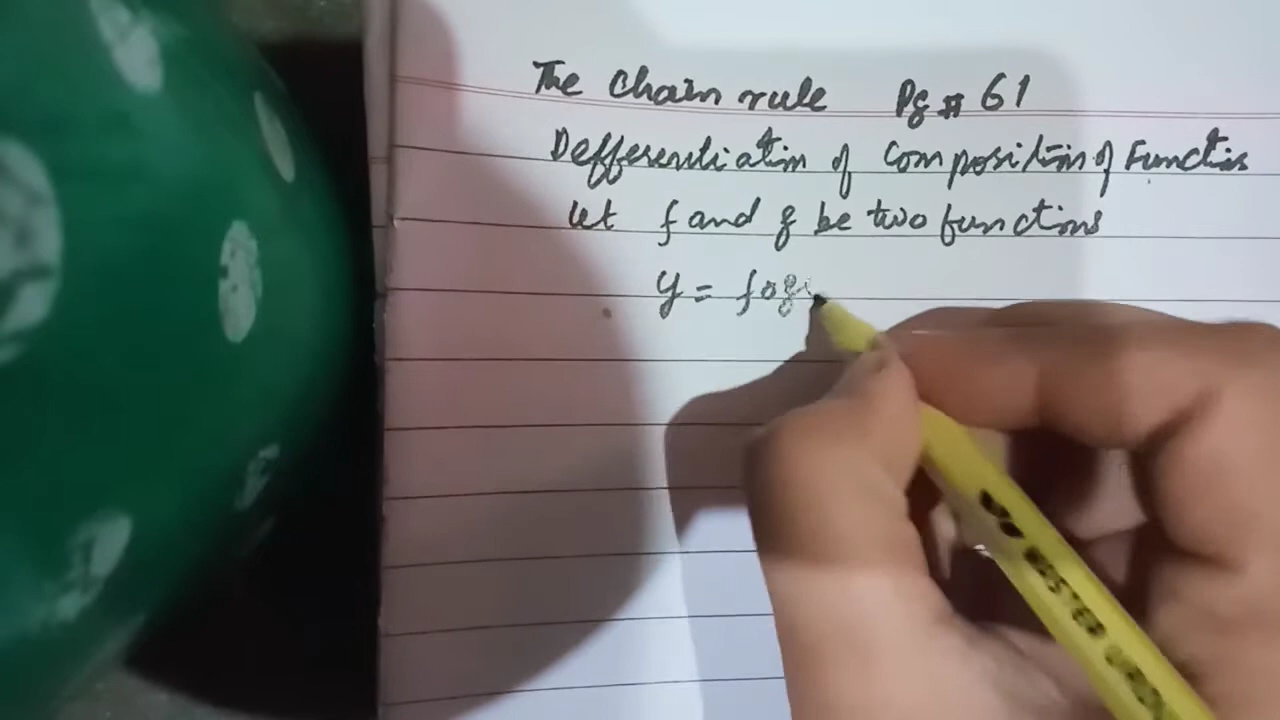 The Chain rule Pg # 61
Defferentiation of Composition of Functions
let f and g be two functions
y = fog